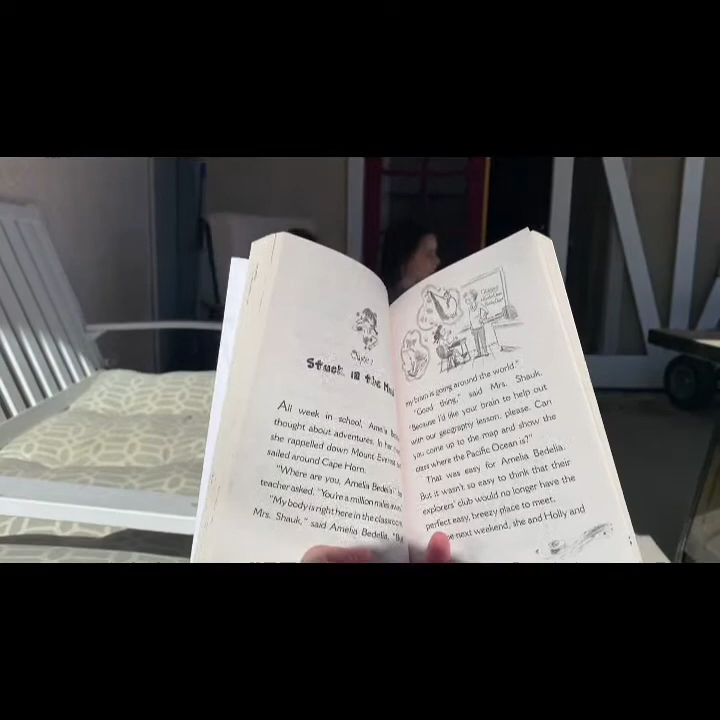 Stuck in the
All week in school, Amelia
thought about adventures. In her
she rappelled down Mount Everest
sailed around Cape Horn.
"Where are you, Amelia Bedelia"
teacher asked. "You're a million miles
"My body is right here in the classroom
Mrs. Shauk," said Amelia Bedelia. "But
my brain is going around the world."
"Good thing," said Mrs. Shauk.
"Because I'd like your brain to help out
with our geography lesson, please. Can
you come up to the map and show the
class where the Pacific Ocean is?"
That was easy for Amelia Bedelia.
But it wasn't so easy to think that their
explorers' club would no longer have the
perfect easy, breezy place to meet.
next weekend, she and Holly and